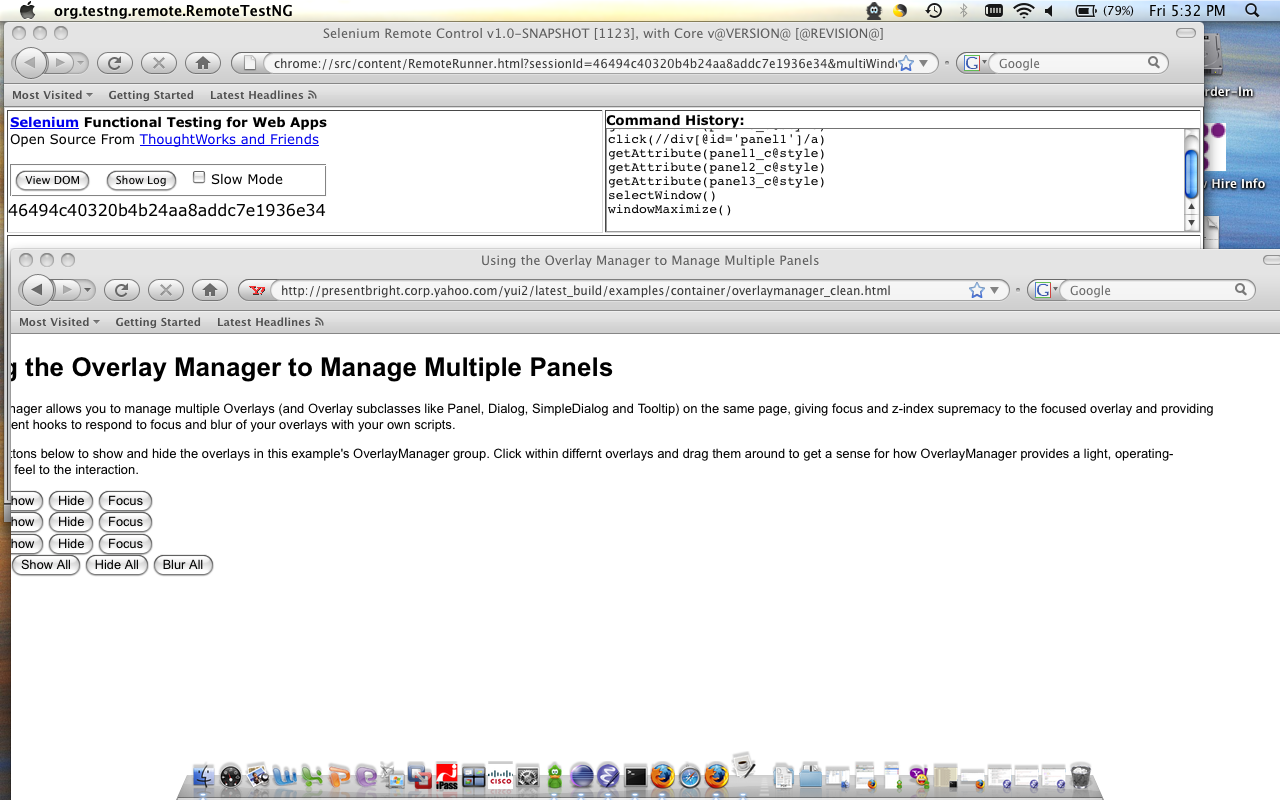 org.testng.remote.RemoteTestNG
(79%) Fri 5:32 PM
Selenium Remote Control v1.0-SNAPSHOT [1123], with Core v@VERSION@ [@REVISION@]
chrome://src/content/RemoteRunner.html?sessionId=46494c40320b4b24aa8addc7e1936e34&multiWind
Google
Most Visited Getting Started Latest Headlines
rder-Im
Selenium Functional Testing for Web Apps
Open Source From ThoughtWorks and Friends
View DOM Show Log Slow Mode
46494c40320b4b24aa8addc7e1936e34
Command History:
click(//div[@id='panel1']/a)
getAttribute(panel1_c@style)
getAttribute(panel2_c@style)
getAttribute(panel3_c@style)
selectWindow()
windowMaximize()
Hire Info
Using the Overlay Manager to Manage Multiple Panels
http://presentbright.corp.yahoo.com/yui2/latest_build/examples/container/overlaymanager_clean.html
Google
Most Visited Getting Started Latest Headlines
g the Overlay Manager to Manage Multiple Panels
nager allows you to manage multiple Overlays (and Overlay subclasses like Panel, Dialog, SimpleDialog and Tooltip) on the same page, giving focus and z-index supremacy to the focused overlay and providing
ent hooks to respond to focus and blur of your overlays with your own scripts.
tons below to show and hide the overlays in this example's OverlayManager group. Click within differnt overlays and drag them around to get a sense for how OverlayManager provides a light, operating-
feel to the interaction.
how Hide Focus
how Hide Focus
how Hide Focus
Show All Hide All Blur All
iPass
CISCO